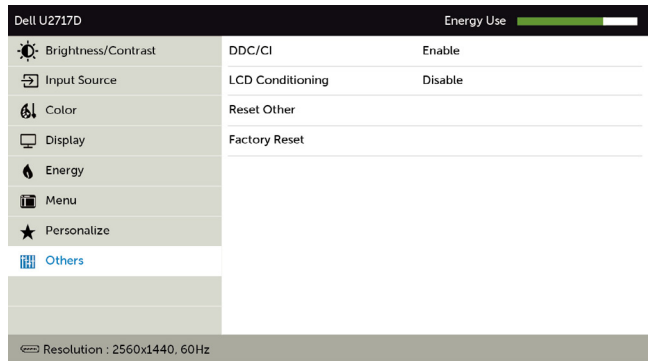 Dell U2717D
Energy Use
Brightness/Contrast
DDC/CI Enable
Input Source
LCD Conditioning Disable
Color
Reset Other
Display
Factory Reset
Energy
Menu
Personalize
Others
Resolution : 2560x1440, 60Hz